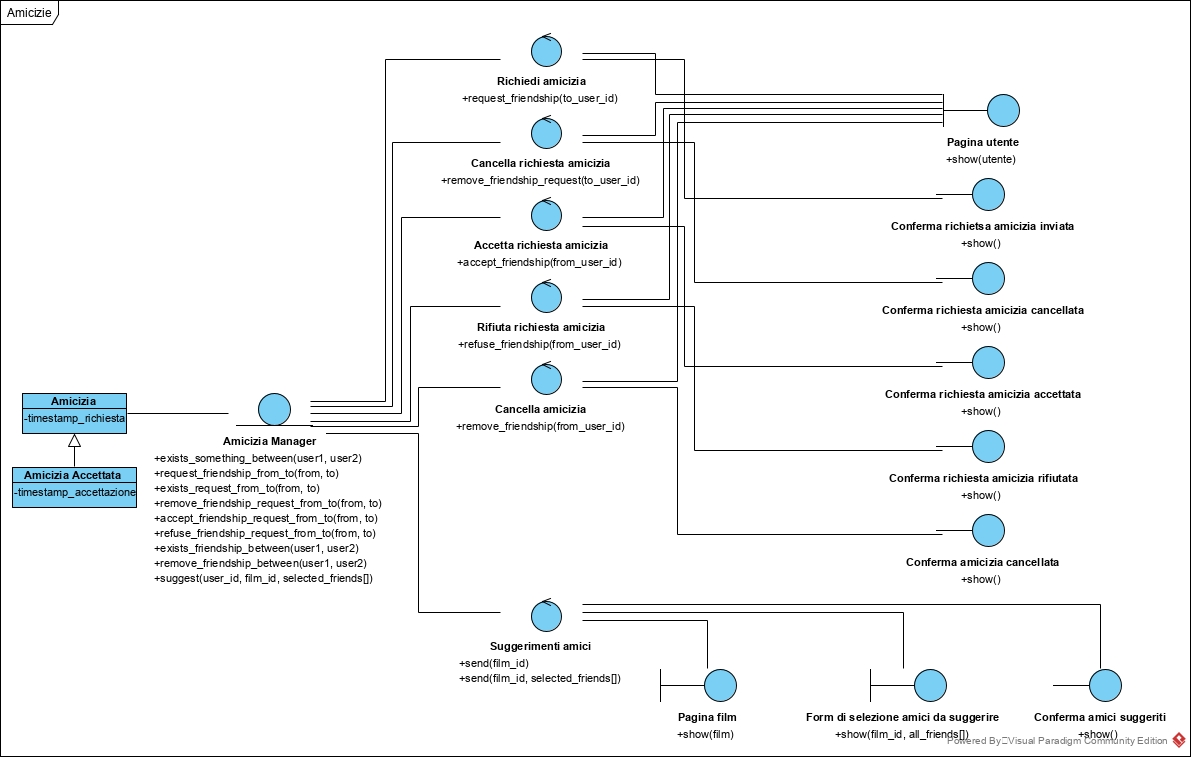 Amicizie
Richiedi amicizia
+request_friendship(to_user_id)
Cancella richiesta amicizia
+remove_friendship_request(to_user_id)
Accetta richiesta amicizia
+accept_friendship(from_user_id)
Rifiuta richiesta amicizia
+refuse_friendship(from_user_id)
Cancella amicizia
+remove_friendship(from_user_id)
Pagina utente
+show(utente)
Conferma richietsa amicizia inviata
+show()
Conferma richiesta amicizia cancellata
+show()
Conferma richiesta amicizia accettata
+show()
Conferma richiesta amicizia rifiutata
+show()
Conferma amicizia cancellata
+show()
Amicizia
-timestamp_richiesta
Amicizia Accettata
-timestamp_accettazione
Amicizia Manager
+exists_something_between(user1, user2)
+request_friendship_from_to(from, to)
+exists_request_from_to(from, to)
+remove_friendship_request_from_to(from, to)
+accept_friendship_request_from_to(from, to)
+refuse_friendship_request_from_to(from, to)
+exists_friendship_between(user1, user2)
+remove_friendship_between(user1, user2)
+suggest(user_id, film_id, selected_friends[])
Suggerimenti amici
+send(film_id)
+send(film_id, selected_friends[])
Pagina film
+show(film)
Form di selezione amici da suggerire
+show(film_id, all_friends[])
Conferma amici suggeriti
+show()
Powered By Visual Paradigm Community Edition